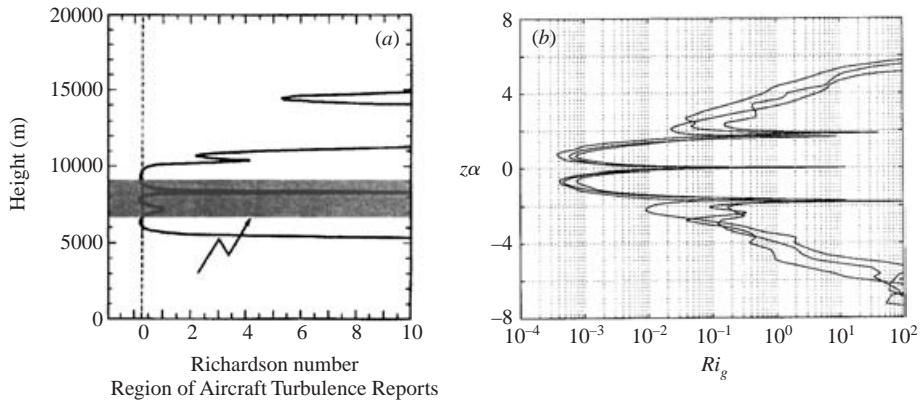 (a)
20000
15000
10000
5000
0
Height (m)
0 2 4 6 8 10
Richardson number
Region of Aircraft Turbulence Reports
(b)
8
4
0
−4
−8
zα
10⁻⁴ 10⁻³ 10⁻² 10⁻¹ 10⁰ 10¹ 10²
Ri_g